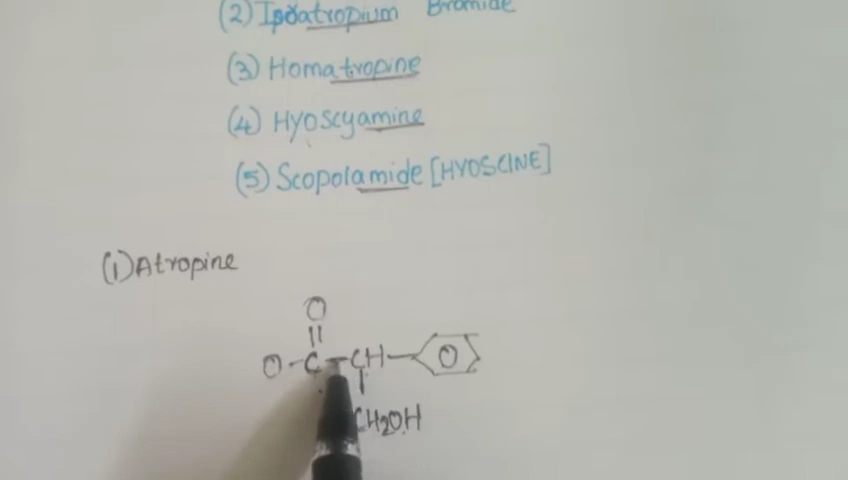 (2) Ipratropium Bromide
(3) Homatropine
(4) Hyoscyamine
(5) Scopolamide [HYOSCINE]
(1) Atropine
O
||
O-C-CH-O
CH2OH